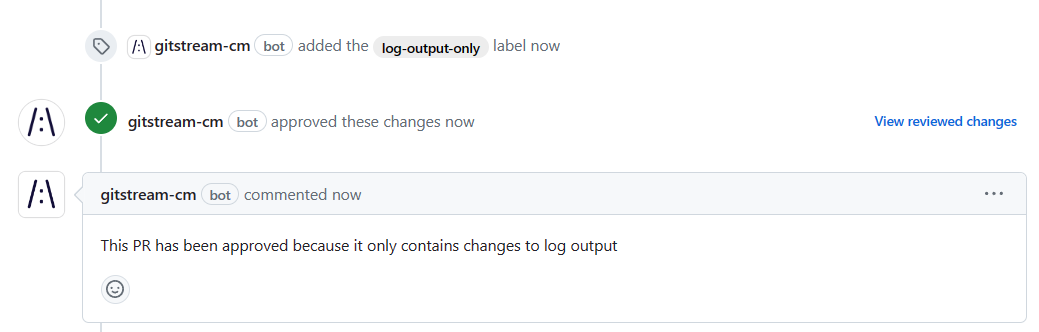 gitstream-cm bot added the log-output-only label now
gitstream-cm bot approved these changes now View reviewed changes
gitstream-cm bot commented now
This PR has been approved because it only contains changes to log output